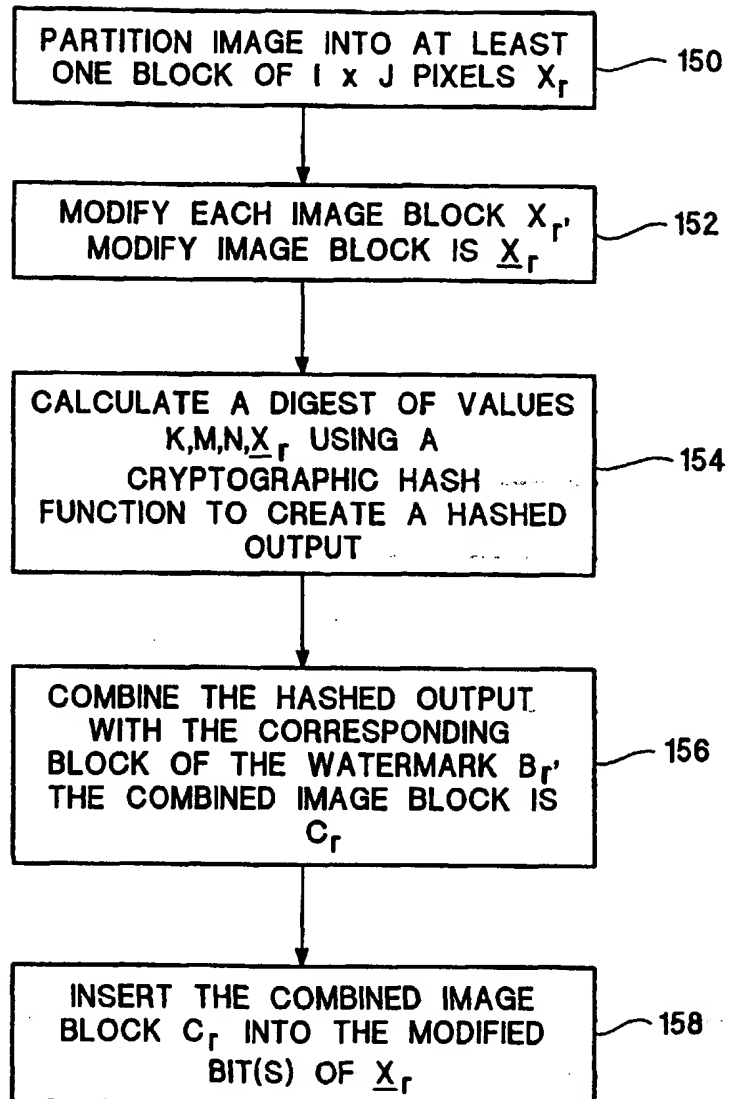 PARTITION IMAGE INTO AT LEAST
ONE BLOCK OF I x J PIXELS Xr
150
MODIFY EACH IMAGE BLOCK Xr,
MODIFY IMAGE BLOCK IS Xr
152
CALCULATE A DIGEST OF VALUES
K,M,N,Xr USING A
CRYPTOGRAPHIC HASH
FUNCTION TO CREATE A HASHED
OUTPUT
154
COMBINE THE HASHED OUTPUT
WITH THE CORRESPONDING
BLOCK OF THE WATERMARK Br,
THE COMBINED IMAGE BLOCK IS
Cr
156
INSERT THE COMBINED IMAGE
BLOCK Cr INTO THE MODIFIED
BIT(S) OF Xr
158